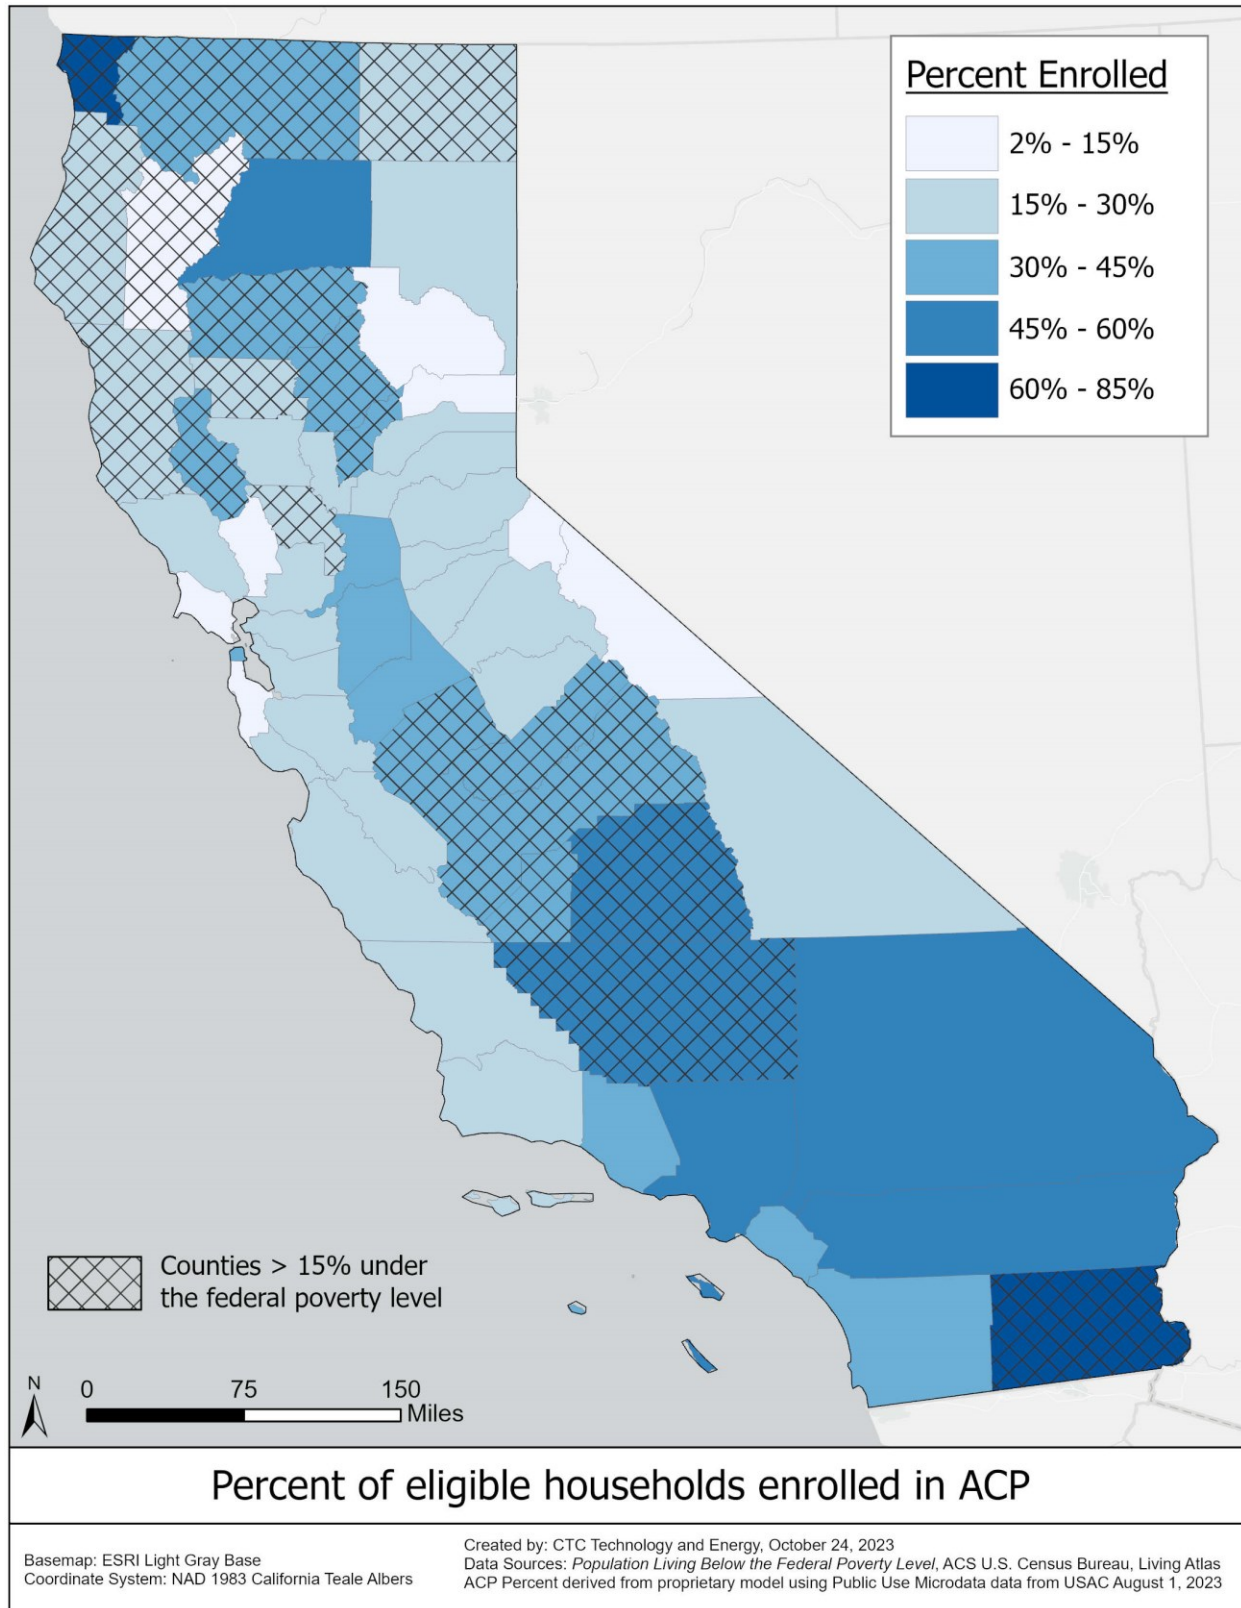 Percent Enrolled
2% - 15%
15% - 30%
30% - 45%
45% - 60%
60% - 85%
Counties > 15% under
the federal poverty level
N
0 75 150
Miles
Percent of eligible households enrolled in ACP
Basemap: ESRI Light Gray Base
Coordinate System: NAD 1983 California Teale Albers
Created by: CTC Technology and Energy, October 24, 2023
Data Sources: Population Living Below the Federal Poverty Level, ACS U.S. Census Bureau, Living Atlas
ACP Percent derived from proprietary model using Public Use Microdata data from USAC August 1, 2023